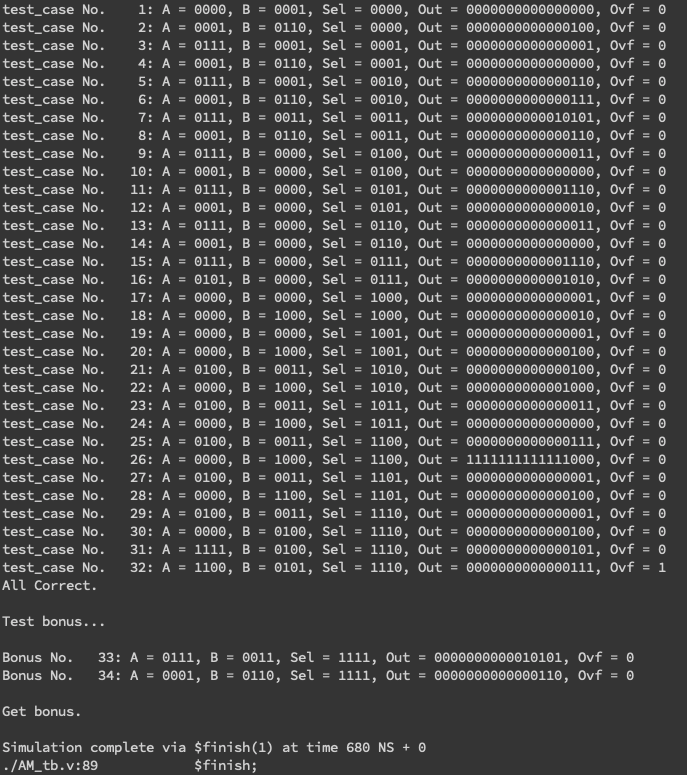 test_case No.    1: A = 0000, B = 0001, Sel = 0000, Out = 0000000000000000, Ovf = 0
test_case No.    2: A = 0001, B = 0110, Sel = 0000, Out = 0000000000000100, Ovf = 0
test_case No.    3: A = 0111, B = 0001, Sel = 0001, Out = 0000000000000001, Ovf = 0
test_case No.    4: A = 0001, B = 0110, Sel = 0001, Out = 0000000000000000, Ovf = 0
test_case No.    5: A = 0111, B = 0001, Sel = 0010, Out = 0000000000000110, Ovf = 0
test_case No.    6: A = 0001, B = 0110, Sel = 0010, Out = 0000000000000111, Ovf = 0
test_case No.    7: A = 0111, B = 0011, Sel = 0011, Out = 0000000000010101, Ovf = 0
test_case No.    8: A = 0001, B = 0110, Sel = 0011, Out = 0000000000000110, Ovf = 0
test_case No.    9: A = 0111, B = 0000, Sel = 0100, Out = 0000000000000011, Ovf = 0
test_case No.   10: A = 0001, B = 0000, Sel = 0100, Out = 0000000000000000, Ovf = 0
test_case No.   11: A = 0111, B = 0000, Sel = 0101, Out = 0000000000001110, Ovf = 0
test_case No.   12: A = 0001, B = 0000, Sel = 0101, Out = 0000000000000010, Ovf = 0
test_case No.   13: A = 0111, B = 0000, Sel = 0110, Out = 0000000000000011, Ovf = 0
test_case No.   14: A = 0001, B = 0000, Sel = 0110, Out = 0000000000000000, Ovf = 0
test_case No.   15: A = 0111, B = 0000, Sel = 0111, Out = 0000000000001110, Ovf = 0
test_case No.   16: A = 0101, B = 0000, Sel = 0111, Out = 0000000000001010, Ovf = 0
test_case No.   17: A = 0000, B = 0000, Sel = 1000, Out = 0000000000000001, Ovf = 0
test_case No.   18: A = 0000, B = 1000, Sel = 1000, Out = 0000000000000010, Ovf = 0
test_case No.   19: A = 0000, B = 0000, Sel = 1001, Out = 0000000000000001, Ovf = 0
test_case No.   20: A = 0000, B = 1000, Sel = 1001, Out = 0000000000000100, Ovf = 0
test_case No.   21: A = 0100, B = 0011, Sel = 1010, Out = 0000000000000100, Ovf = 0
test_case No.   22: A = 0000, B = 1000, Sel = 1010, Out = 0000000000001000, Ovf = 0
test_case No.   23: A = 0100, B = 0011, Sel = 1011, Out = 0000000000000011, Ovf = 0
test_case No.   24: A = 0000, B = 1000, Sel = 1011, Out = 0000000000000000, Ovf = 0
test_case No.   25: A = 0100, B = 0011, Sel = 1100, Out = 0000000000000111, Ovf = 0
test_case No.   26: A = 0000, B = 1000, Sel = 1100, Out = 1111111111111000, Ovf = 0
test_case No.   27: A = 0100, B = 0011, Sel = 1101, Out = 0000000000000001, Ovf = 0
test_case No.   28: A = 0000, B = 1100, Sel = 1101, Out = 0000000000000100, Ovf = 0
test_case No.   29: A = 0100, B = 0011, Sel = 1110, Out = 0000000000000001, Ovf = 0
test_case No.   30: A = 0000, B = 0100, Sel = 1110, Out = 0000000000000100, Ovf = 0
test_case No.   31: A = 1111, B = 0100, Sel = 1110, Out = 0000000000000101, Ovf = 0
test_case No.   32: A = 1100, B = 0101, Sel = 1110, Out = 0000000000000111, Ovf = 1
All Correct.
Test bonus...
Bonus No.   33: A = 0111, B = 0011, Sel = 1111, Out = 0000000000010101, Ovf = 0
Bonus No.   34: A = 0001, B = 0110, Sel = 1111, Out = 0000000000000110, Ovf = 0
Get bonus.
Simulation complete via $finish(1) at time 680 NS + 0
./AM_tb.v:89            $finish;